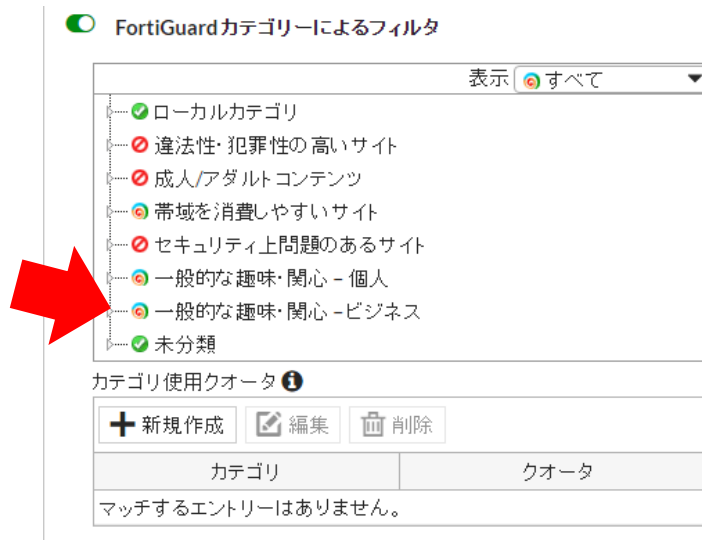 FortiGuardカテゴリーによるフィルタ
表示 すべて
ローカルカテゴリ
違法性・犯罪性の高いサイト
成人/アダルトコンテンツ
帯域を消費しやすいサイト
セキュリティ上問題のあるサイト
一般的な趣味・関心 – 個人
一般的な趣味・関心 –ビジネス
未分類
カテゴリ使用クオータ
新規作成 編集 削除
カテゴリ クオータ
マッチするエントリーはありません。